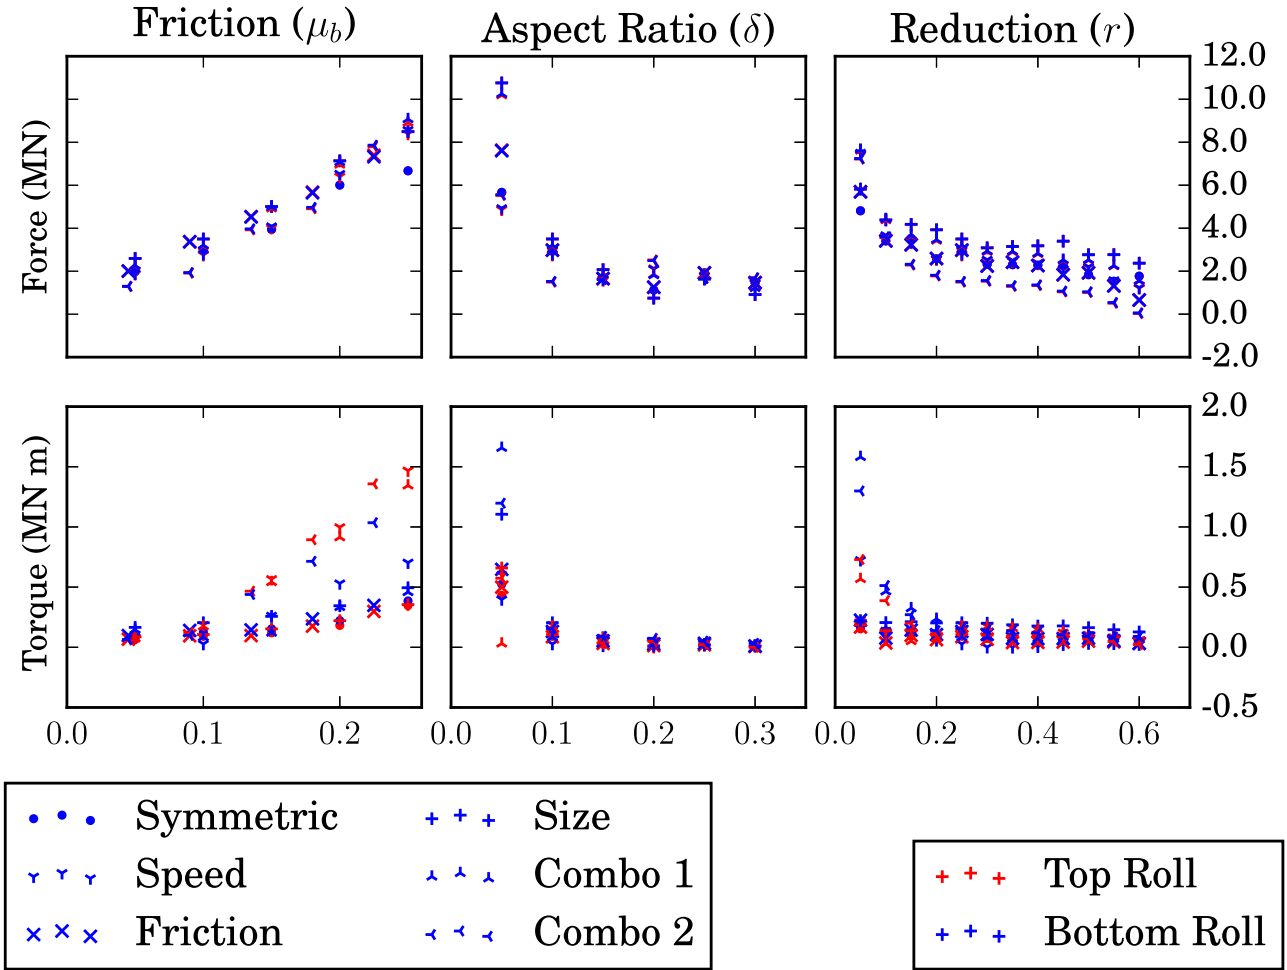 Friction (μ_b) Aspect Ratio (δ) Reduction (r)
Force (MN)
12.0
10.0
8.0
6.0
4.0
2.0
0.0
-2.0
Torque (MN m)
2.0
1.5
1.0
0.5
0.0
-0.5
0.0 0.1 0.2 0.0 0.1 0.2 0.3 0.0 0.2 0.4 0.6
Symmetric Size
Speed Combo 1
Friction Combo 2
Top Roll
Bottom Roll